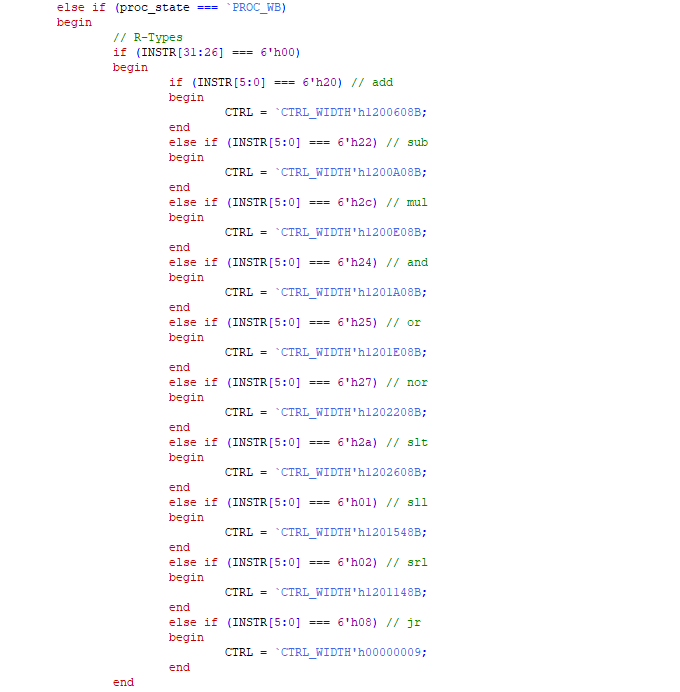 else if (proc_state === `PROC_WB)
begin
// R-Types
if (INSTR[31:26] === 6'h00)
begin
if (INSTR[5:0] === 6'h20) // add
begin
CTRL = `CTRL_WIDTH'h1200608B;
end
else if (INSTR[5:0] === 6'h22) // sub
begin
CTRL = `CTRL_WIDTH'h1200A08B;
end
else if (INSTR[5:0] === 6'h2c) // mul
begin
CTRL = `CTRL_WIDTH'h1200E08B;
end
else if (INSTR[5:0] === 6'h24) // and
begin
CTRL = `CTRL_WIDTH'h1201A08B;
end
else if (INSTR[5:0] === 6'h25) // or
begin
CTRL = `CTRL_WIDTH'h1201E08B;
end
else if (INSTR[5:0] === 6'h27) // nor
begin
CTRL = `CTRL_WIDTH'h1202208B;
end
else if (INSTR[5:0] === 6'h2a) // slt
begin
CTRL = `CTRL_WIDTH'h1202608B;
end
else if (INSTR[5:0] === 6'h01) // sll
begin
CTRL = `CTRL_WIDTH'h1201548B;
end
else if (INSTR[5:0] === 6'h02) // srl
begin
CTRL = `CTRL_WIDTH'h1201148B;
end
else if (INSTR[5:0] === 6'h08) // jr
begin
CTRL = `CTRL_WIDTH'h00000009;
end
end